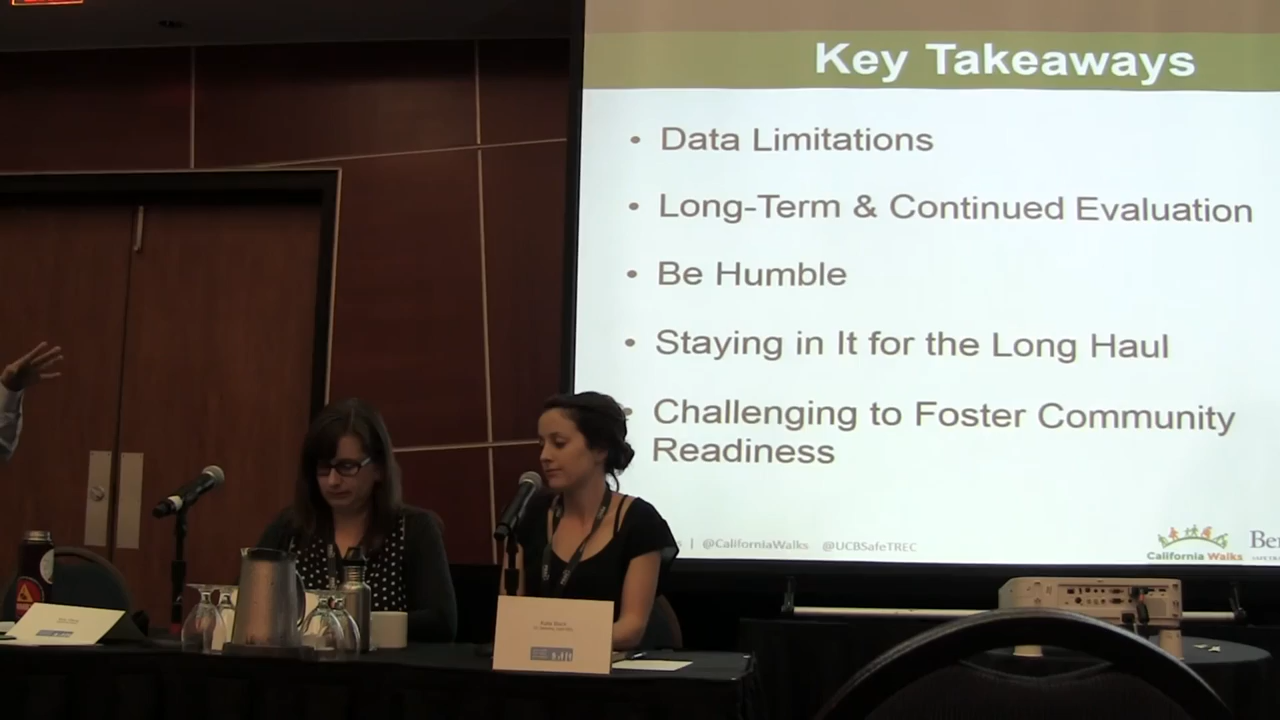 Key Takeaways
• Data Limitations
• Long-Term & Continued Evaluation
• Be Humble
• Staying in It for the Long Haul
• Challenging to Foster Community
Readiness
| @CaliforniaWalks @UCBSafeTREC
California Walks